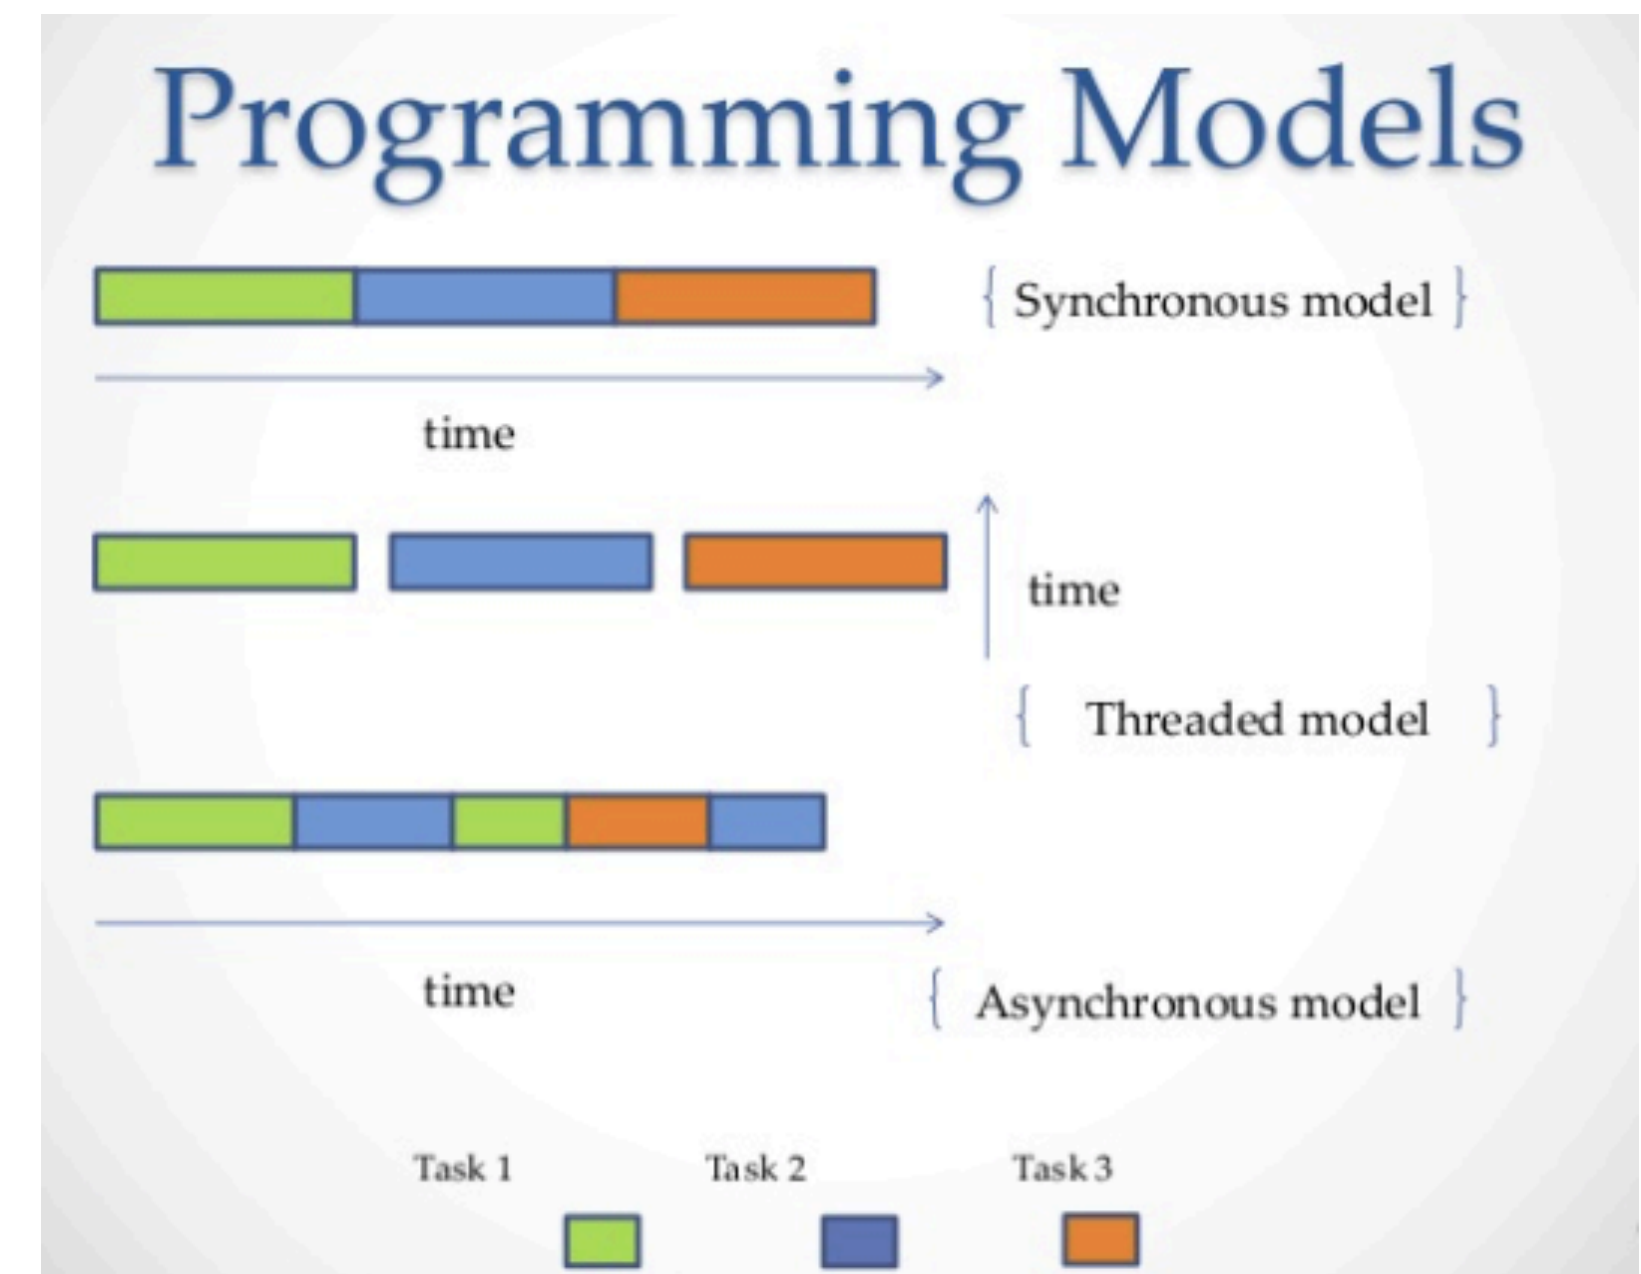 Programming Models
{ Synchronous model }
time
time
{ Threaded model }
time
{ Asynchronous model }
Task 1 Task 2 Task 3